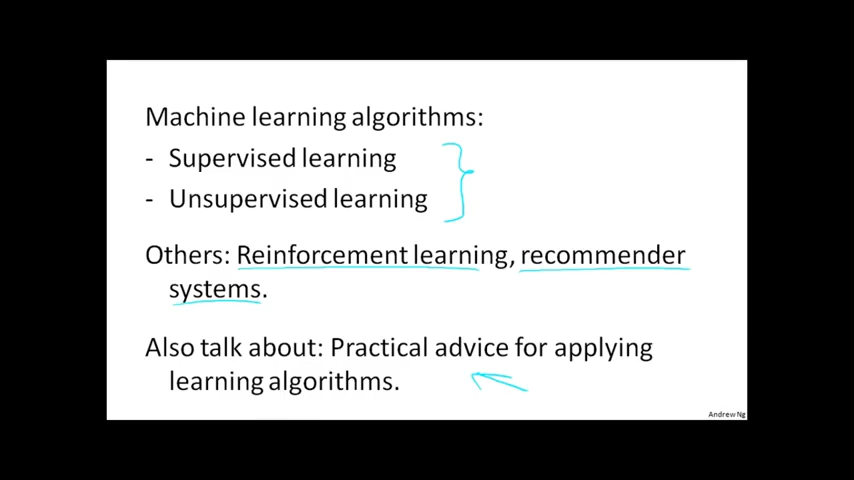 Machine learning algorithms:
- Supervised learning
- Unsupervised learning
Others: Reinforcement learning, recommender
systems.
Also talk about: Practical advice for applying
learning algorithms.
Andrew Ng